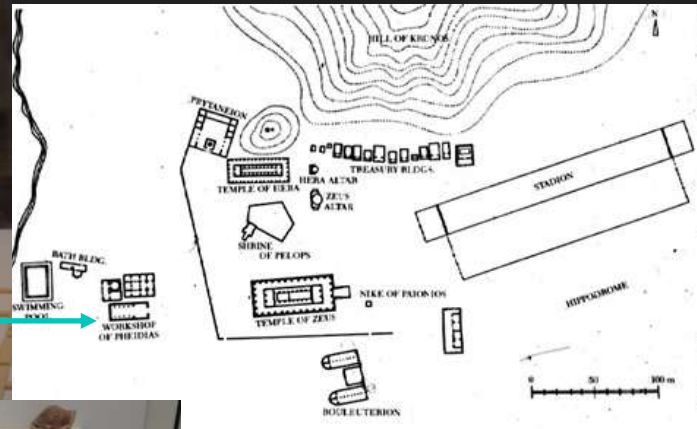 HILL OF KRONOS
N
PRYTANEION
TEMPLE OF HERA
HERA ALTAR
TREASURY BLDGS.
ZEUS
ALTAR
STADION
SHRINE
OF PELOPS
BATH BLDG.
SWIMMING
POOL
WORKSHOP
OF PHEIDIAS
TEMPLE OF ZEUS
NIKE OF PAIONIOS
HIPPODROME
BOULEUTERION
0 50 100 m